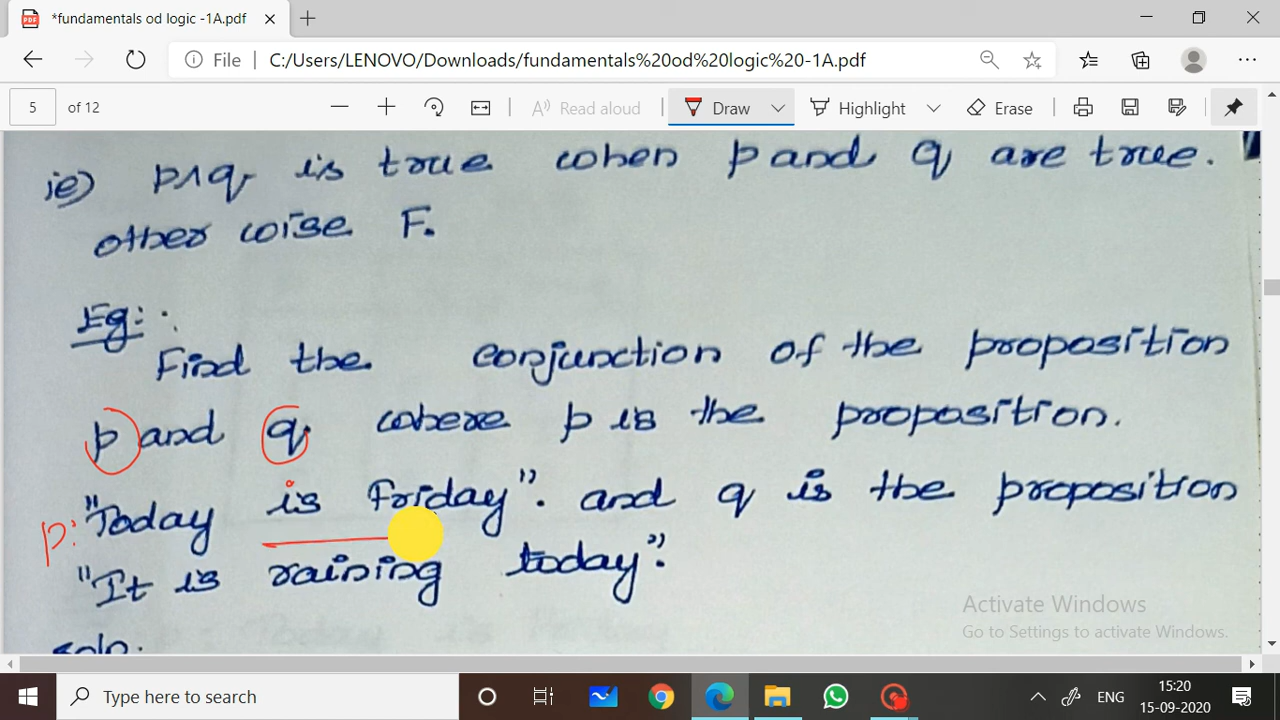 *fundamentals od logic -1A.pdf
File C:/Users/LENOVO/Downloads/fundamentals%20od%20logic%20-1A.pdf
5 of 12 Read aloud Draw Highlight Erase
ie) p∧q is true when p and q are true.
other wise F.
Eg:-
Find the conjunction of the proposition
p and q where p is the proposition.
p: "Today is Friday". and q is the proposition
"It is raining today".
soln:
Activate Windows
Go to Settings to activate Windows.
Type here to search
ENG
15:20
15-09-2020